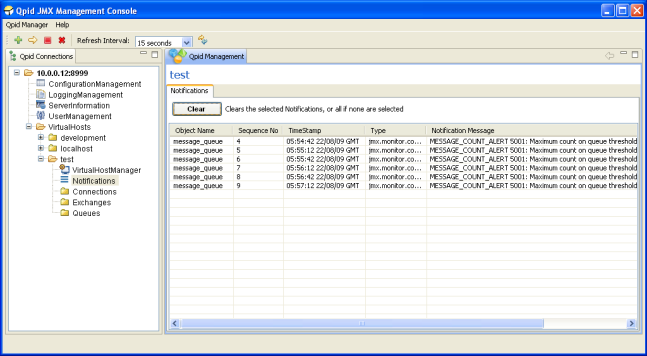 Qpid JMX Management Console
Qpid Manager Help
Refresh Interval: 15 seconds
Qpid Connections
10.0.0.12:8999
ConfigurationManagement
LoggingManagement
ServerInformation
UserManagement
VirtualHosts
development
localhost
test
VirtualHostManager
Notifications
Connections
Exchanges
Queues
Qpid Management
test
Notifications
Clear Clears the selected Notifications, or all if none are selected
Object Name Sequence No TimeStamp Type Notification Message
message_queue 4 05:54:42 22/08/09 GMT jmx.monitor.co... MESSAGE_COUNT_ALERT 5001: Maximum count on queue threshold
message_queue 5 05:55:12 22/08/09 GMT jmx.monitor.co... MESSAGE_COUNT_ALERT 5001: Maximum count on queue threshold
message_queue 6 05:55:42 22/08/09 GMT jmx.monitor.co... MESSAGE_COUNT_ALERT 5001: Maximum count on queue threshold
message_queue 7 05:56:12 22/08/09 GMT jmx.monitor.co... MESSAGE_COUNT_ALERT 5001: Maximum count on queue threshold
message_queue 8 05:56:42 22/08/09 GMT jmx.monitor.co... MESSAGE_COUNT_ALERT 5001: Maximum count on queue threshold
message_queue 9 05:57:12 22/08/09 GMT jmx.monitor.co... MESSAGE_COUNT_ALERT 5001: Maximum count on queue threshold